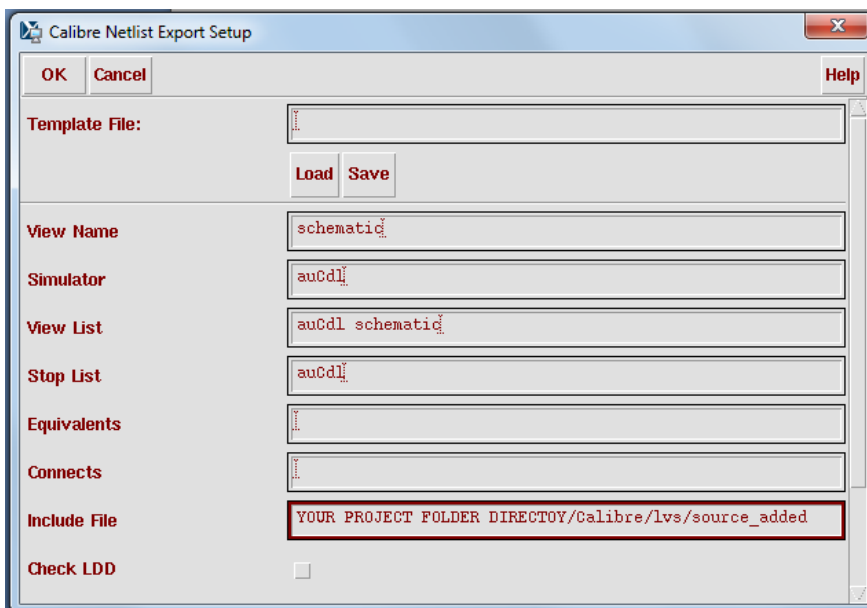 Calibre Netlist Export Setup
OK Cancel Help
Template File:
Load Save
View Name schematic
Simulator auCdl
View List auCdl schematic
Stop List auCdl
Equivalents
Connects
Include File YOUR PROJECT FOLDER DIRECTOY/Calibre/lvs/source_added
Check LDD